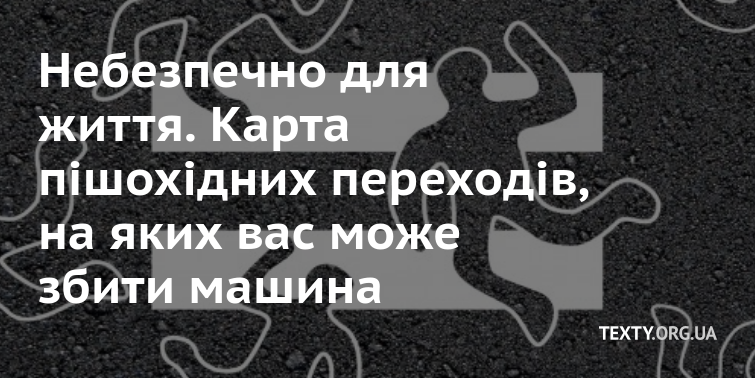 Небезпечно для
життя. Карта
пішохідних переходів,
на яких вас може
збити машина
TEXTY.ORG.UA